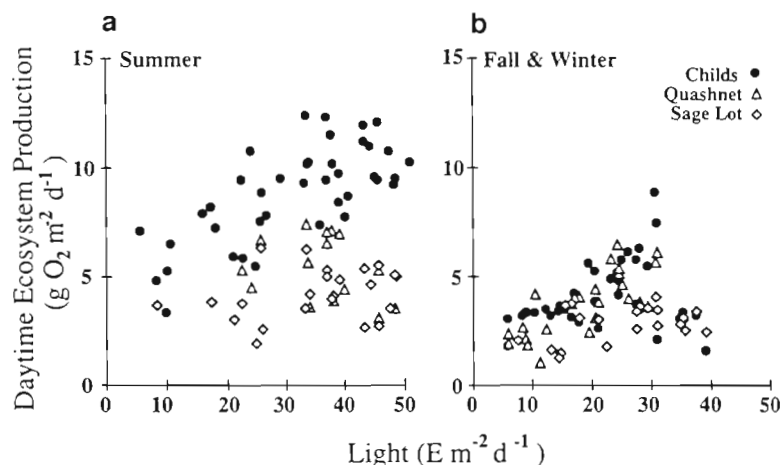 a
b
Summer
Fall & Winter
Childs
Quashnet
Sage Lot
Daytime Ecosystem Production
(g O₂ m⁻² d⁻¹)
15
10
5
0
0 10 20 30 40 50
15
10
5
0
10 20 30 40 50
Light (E m⁻² d⁻¹)